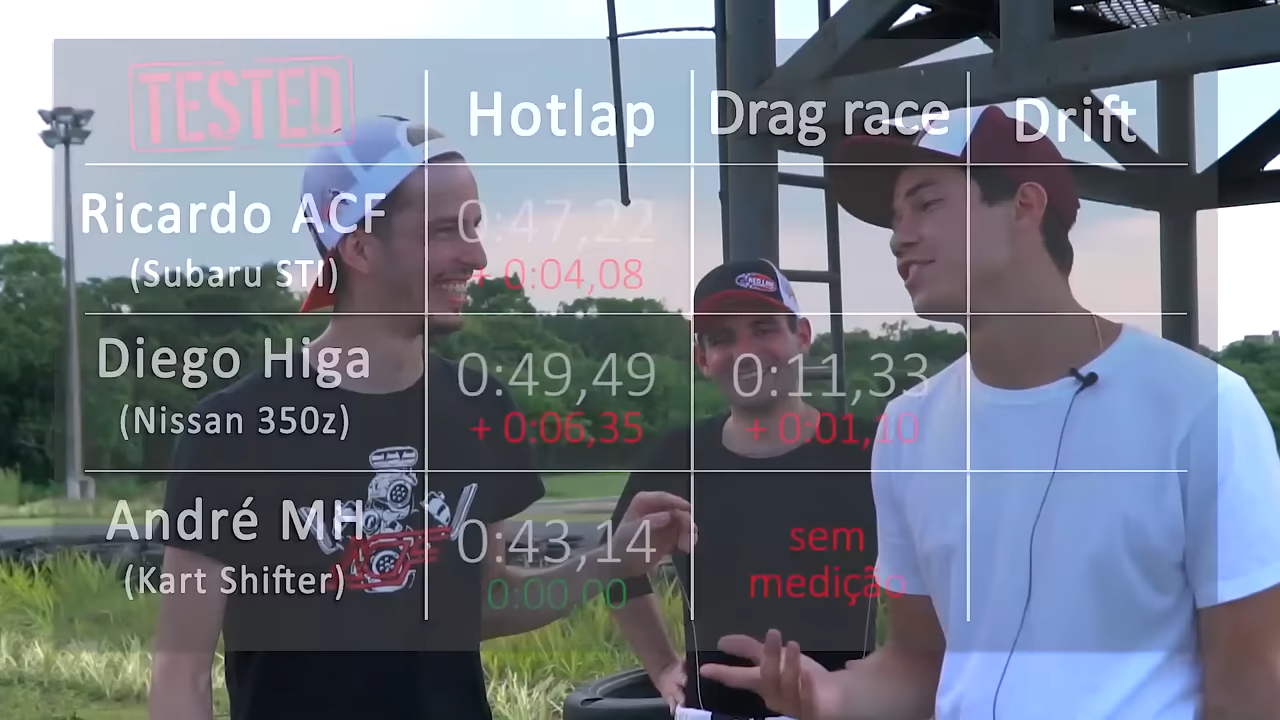 TESTED
Hotlap
Drag race
Drift
Ricardo ACF
(Subaru STI)
0:47,22
+ 0:04,08
Diego Higa
(Nissan 350z)
0:49,49
+ 0:06,35
0:11,33
+ 0:01,10
André MH
(Kart Shifter)
0:43,14
0:00,00
sem
medição